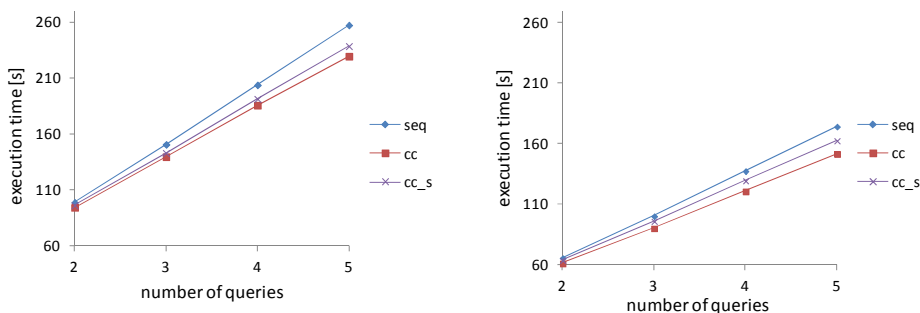 260
210
160
110
60
execution time [s]
2 3 4 5
number of queries
seq
cc
cc_s
260
210
160
110
60
execution time [s]
2 3 4 5
number of queries
seq
cc
cc_s